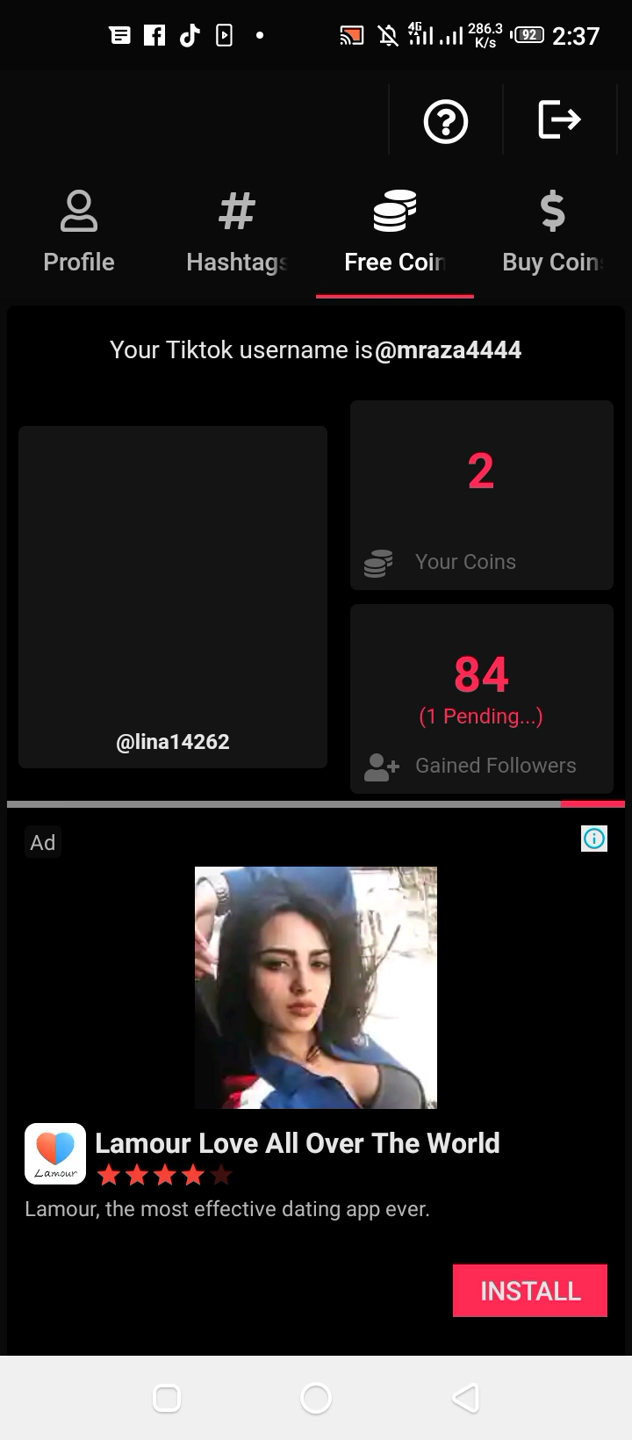 4G
286.3
K/s
92
2:37
Profile
Hashtags
Free Coin
Buy Coin
Your Tiktok username is@mraza4444
2
Your Coins
@lina14262
84
(1 Pending...)
Gained Followers
Ad
Lamour
Lamour Love All Over The World
Lamour, the most effective dating app ever.
INSTALL